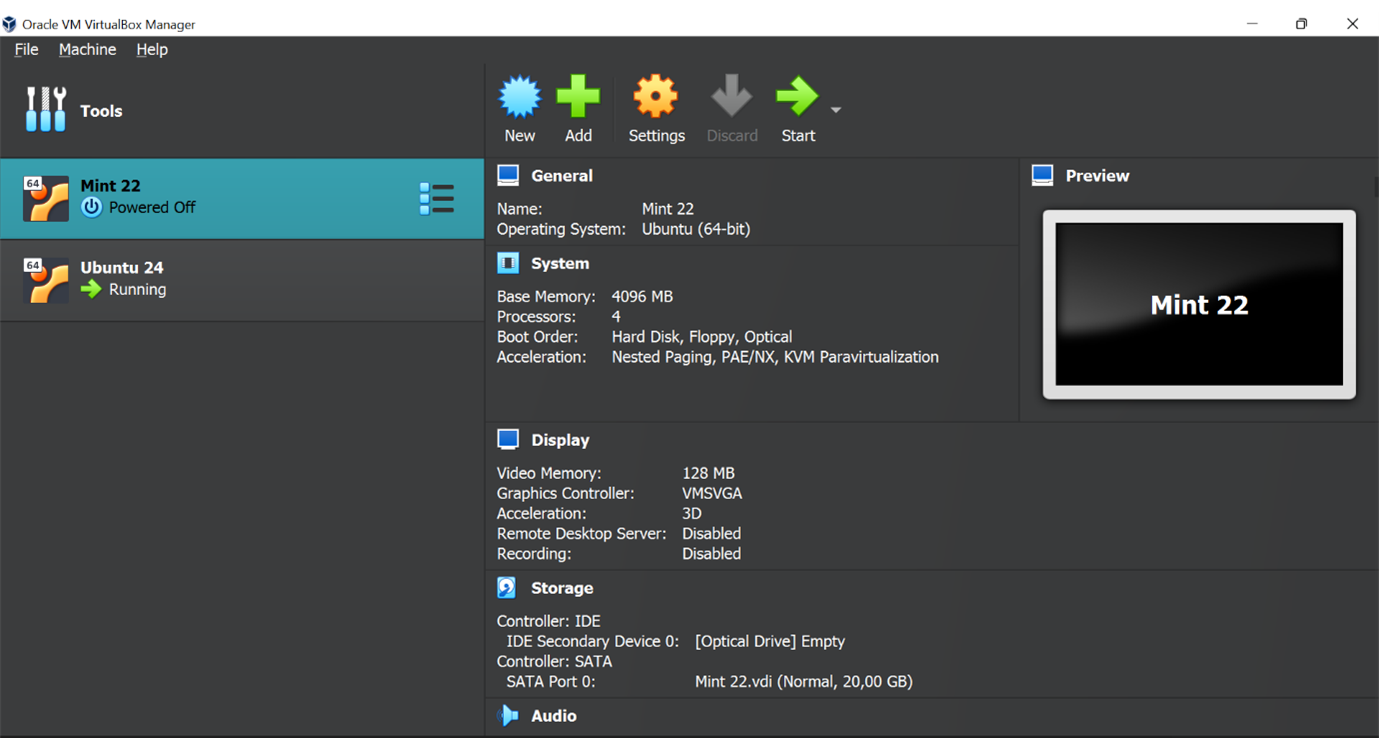 Oracle VM VirtualBox Manager
File Machine Help
Tools
New Add Settings Discard Start
64
Mint 22
Powered Off
64
Ubuntu 24
Running
General
Name: Mint 22
Operating System: Ubuntu (64-bit)
System
Base Memory: 4096 MB
Processors: 4
Boot Order: Hard Disk, Floppy, Optical
Acceleration: Nested Paging, PAE/NX, KVM Paravirtualization
Preview
Mint 22
Display
Video Memory: 128 MB
Graphics Controller: VMSVGA
Acceleration: 3D
Remote Desktop Server: Disabled
Recording: Disabled
Storage
Controller: IDE
IDE Secondary Device 0: [Optical Drive] Empty
Controller: SATA
SATA Port 0: Mint 22.vdi (Normal, 20,00 GB)
Audio